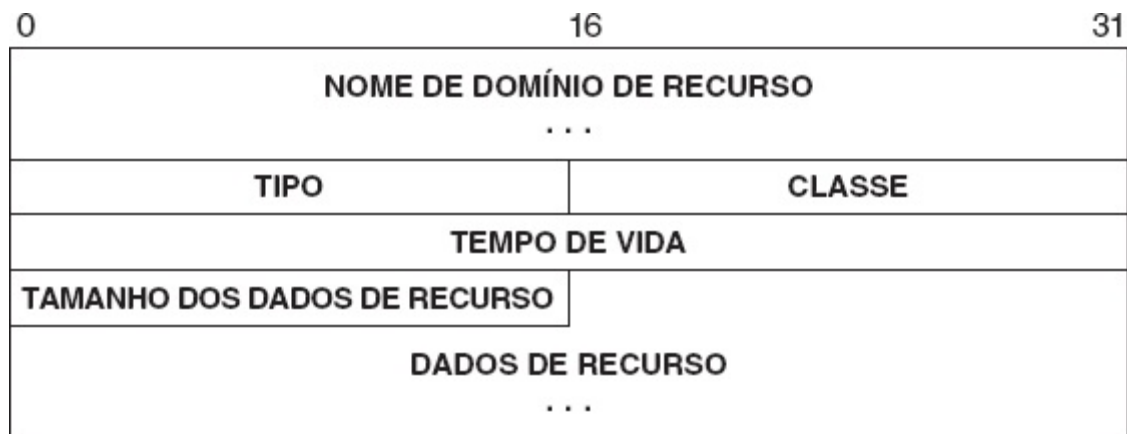 0 16 31
NOME DE DOMÍNIO DE RECURSO
. . .
TIPO CLASSE
TEMPO DE VIDA
TAMANHO DOS DADOS DE RECURSO
DADOS DE RECURSO
. . .